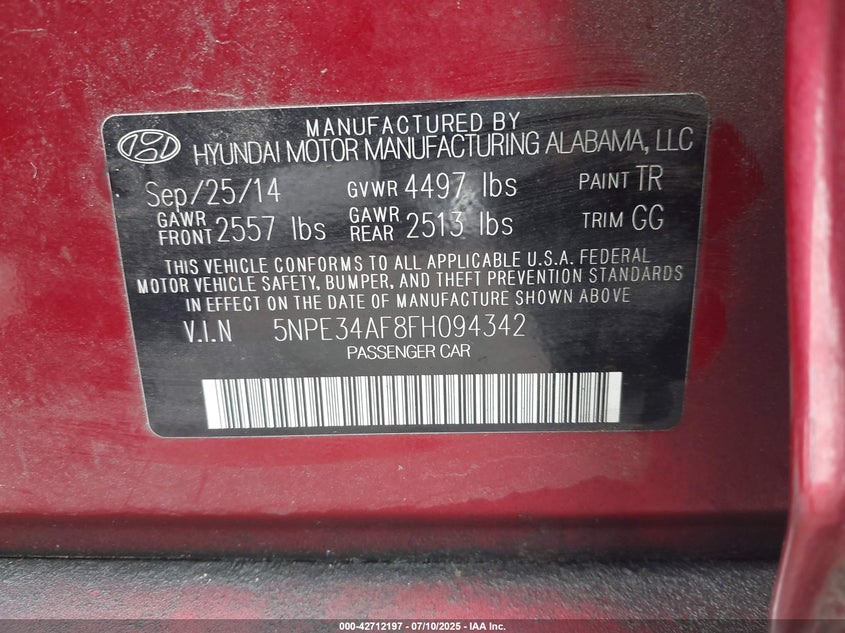 MANUFACTURED BY
HYUNDAI MOTOR MANUFACTURING ALABAMA, LLC
Sep/25/14 GVWR 4497 lbs PAINT TR
GAWR FRONT 2557 lbs GAWR REAR 2513 lbs TRIM GG
THIS VEHICLE CONFORMS TO ALL APPLICABLE U.S.A. FEDERAL
MOTOR VEHICLE SAFETY, BUMPER, AND THEFT PREVENTION STANDARDS
IN EFFECT ON THE DATE OF MANUFACTURE SHOWN ABOVE
V.I.N 5NPE34AF8FH094342
PASSENGER CAR
000-42712197 - 07/10/2025 - IAA Inc.